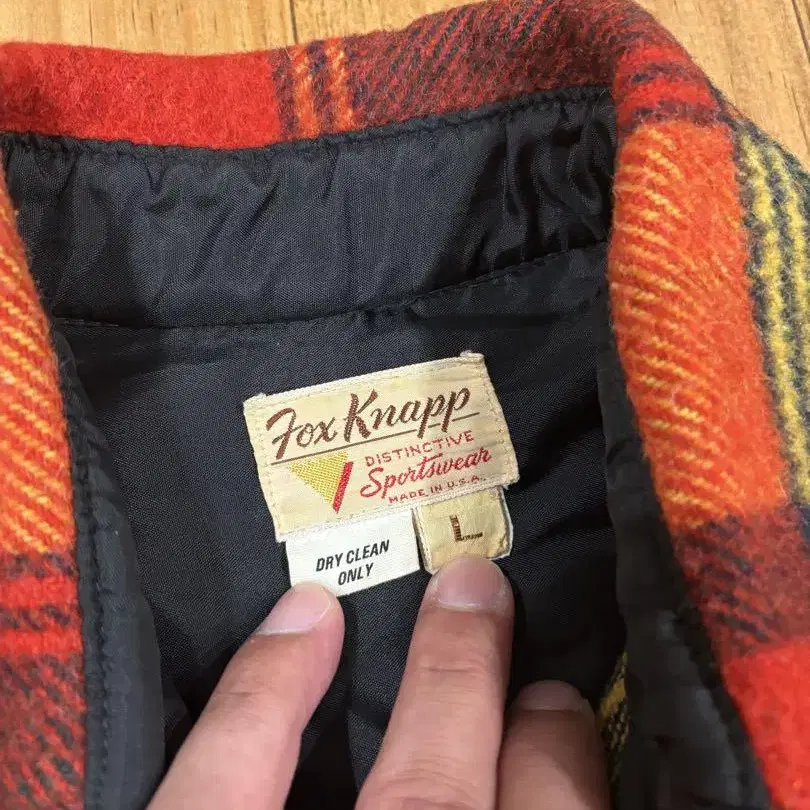 Fox Knapp
DISTINCTIVE
Sportswear
MADE IN U.S.A.
DRY CLEAN
ONLY
L